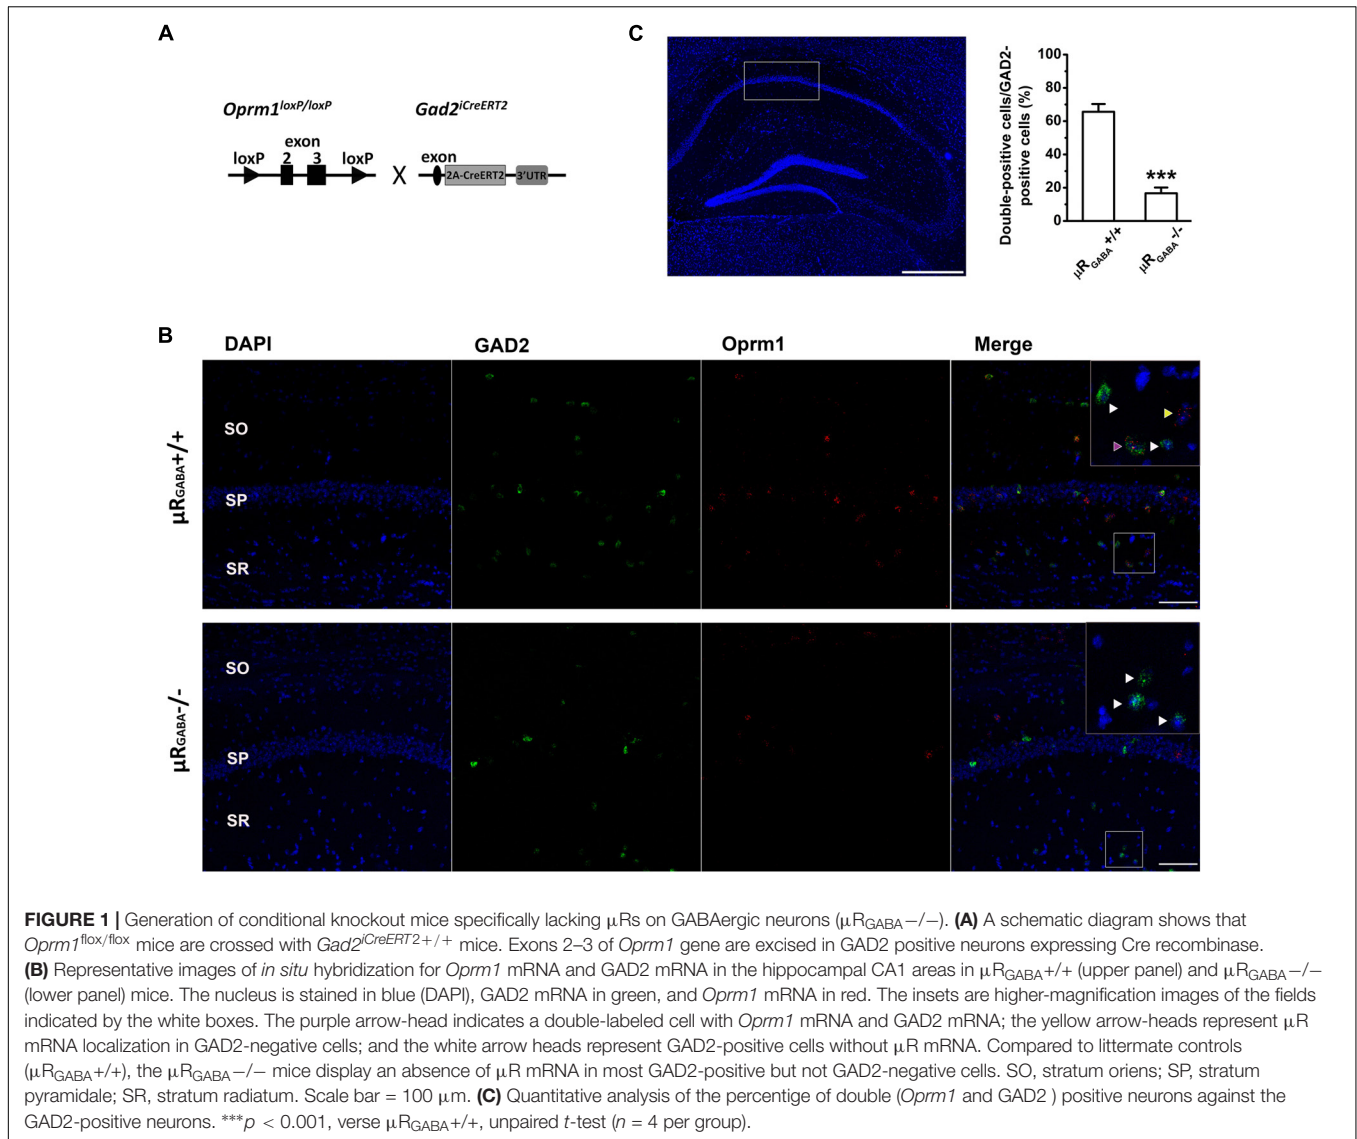 A
Oprm1loxP/loxP
Gad2iCreERT2
exon
loxP 2 3 loxP
X
exon
2A-CreERT2
3'UTR
C
Double-positive cells/GAD2-
positive cells (%)
100
80
60
40
20
0
***
μRGABA+/+
μRGABA-/-
B
DAPI
GAD2
Oprm1
Merge
μRGABA+/+
SO
SP
SR
μRGABA-/-
SO
SP
SR
FIGURE 1 | Generation of conditional knockout mice specifically lacking μRs on GABAergic neurons (μRGABA−/−). (A) A schematic diagram shows that
Oprm1flox/flox mice are crossed with Gad2iCreERT2+/+ mice. Exons 2–3 of Oprm1 gene are excised in GAD2 positive neurons expressing Cre recombinase.
(B) Representative images of in situ hybridization for Oprm1 mRNA and GAD2 mRNA in the hippocampal CA1 areas in μRGABA+/+ (upper panel) and μRGABA−/−
(lower panel) mice. The nucleus is stained in blue (DAPI), GAD2 mRNA in green, and Oprm1 mRNA in red. The insets are higher-magnification images of the fields
indicated by the white boxes. The purple arrow-head indicates a double-labeled cell with Oprm1 mRNA and GAD2 mRNA; the yellow arrow-heads represent μR
mRNA localization in GAD2-negative cells; and the white arrow heads represent GAD2-positive cells without μR mRNA. Compared to littermate controls
(μRGABA+/+), the μRGABA−/− mice display an absence of μR mRNA in most GAD2-positive but not GAD2-negative cells. SO, stratum oriens; SP, stratum
pyramidale; SR, stratum radiatum. Scale bar = 100 μm. (C) Quantitative analysis of the percentige of double (Oprm1 and GAD2 ) positive neurons against the
GAD2-positive neurons. ***p < 0.001, verse μRGABA+/+, unpaired t-test (n = 4 per group).